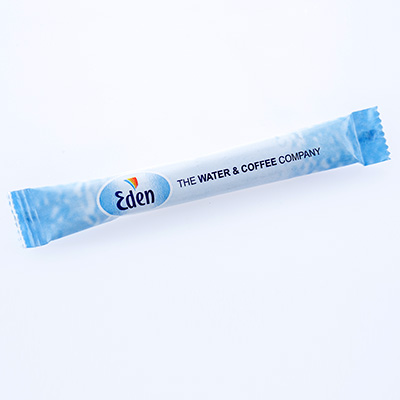 Eden
THE WATER & COFFEE COMPANY